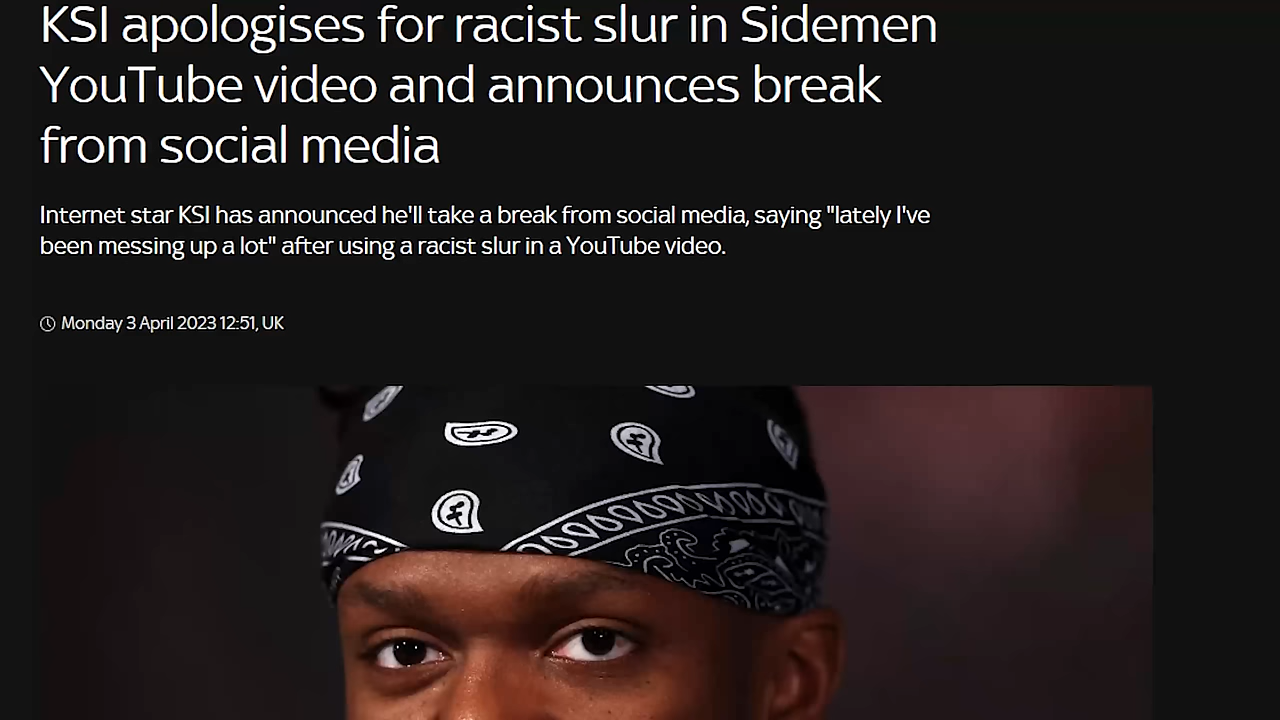 KSI apologises for racist slur in Sidemen
YouTube video and announces break
from social media
Internet star KSI has announced he'll take a break from social media, saying "lately I've
been messing up a lot" after using a racist slur in a YouTube video.
Monday 3 April 2023 12:51, UK